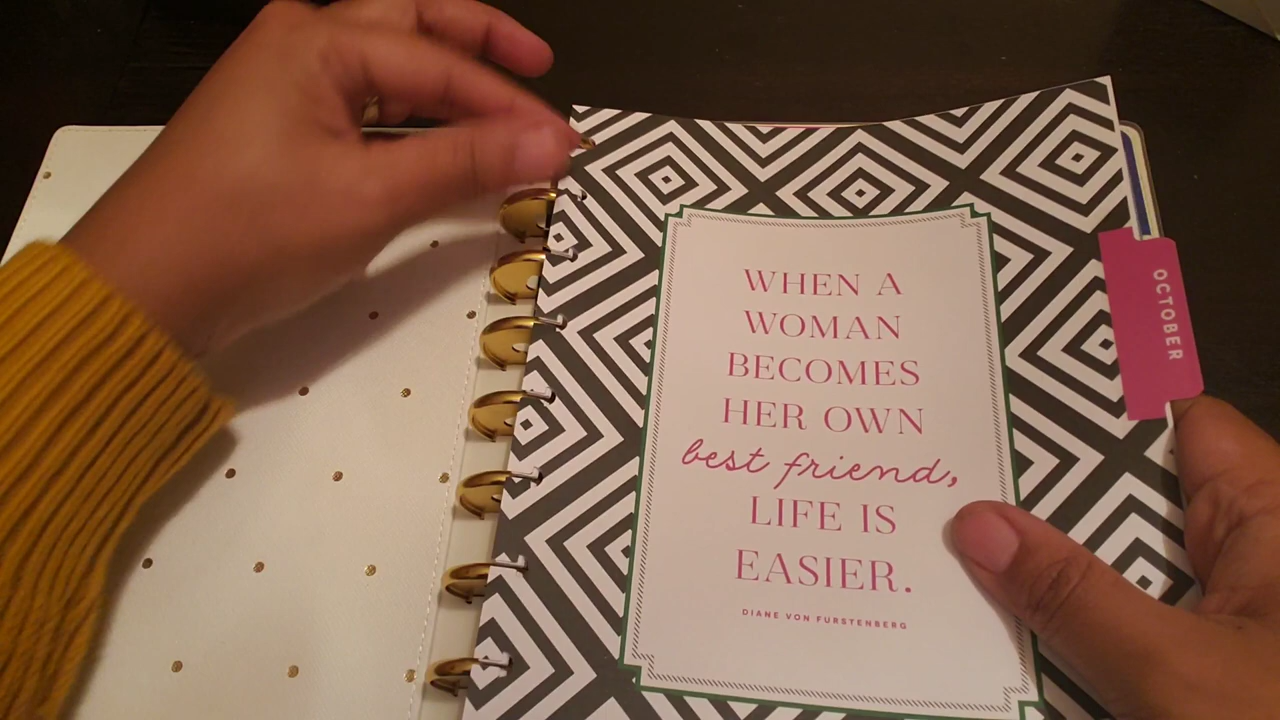 WHEN A
WOMAN
BECOMES
HER OWN
best friend,
LIFE IS
EASIER.
DIANE VON FURSTENBERG
OCTOBER